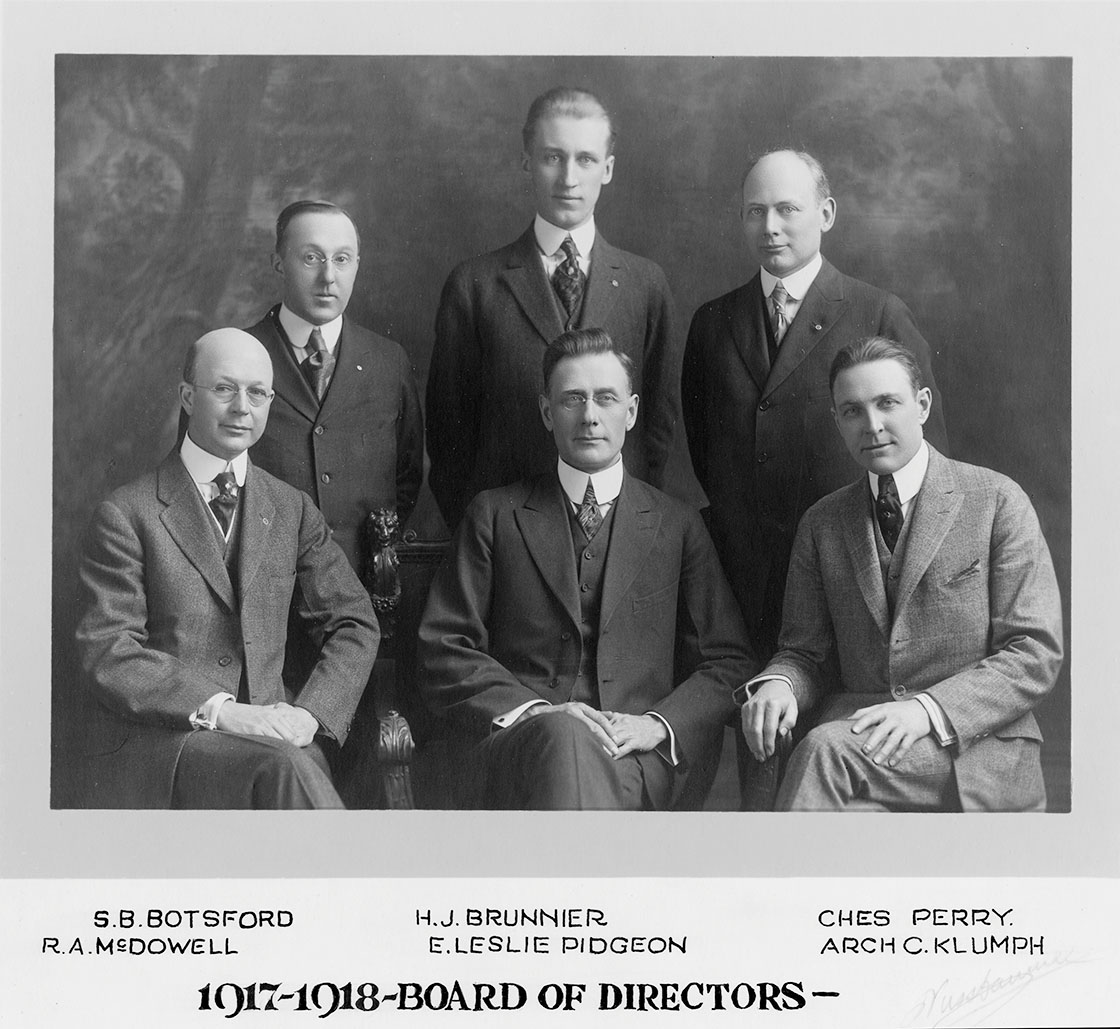 S.B. BOTSFORD H.J. BRUNNIER CHES PERRY.
R.A. McDOWELL E. LESLIE PIDGEON ARCH C. KLUMPH
1917-1918-BOARD OF DIRECTORS-